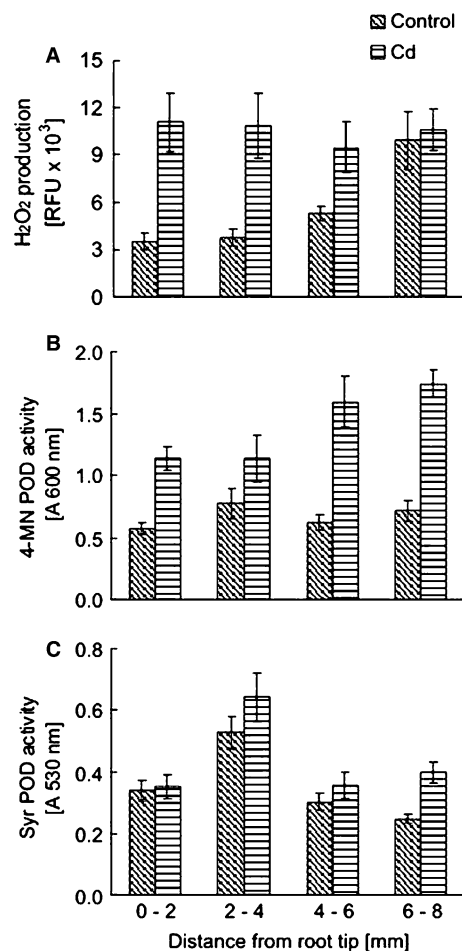 Control
Cd
A
H₂O₂ production
[RFU x 10³]
15
12
9
6
3
0
B
4-MN POD activity
[A 600 nm]
2.0
1.5
1.0
0.5
0.0
C
Syr POD activity
[A 530 nm]
0.8
0.6
0.4
0.2
0.0
0 - 2
2 - 4
4 - 6
6 - 8
Distance from root tip [mm]